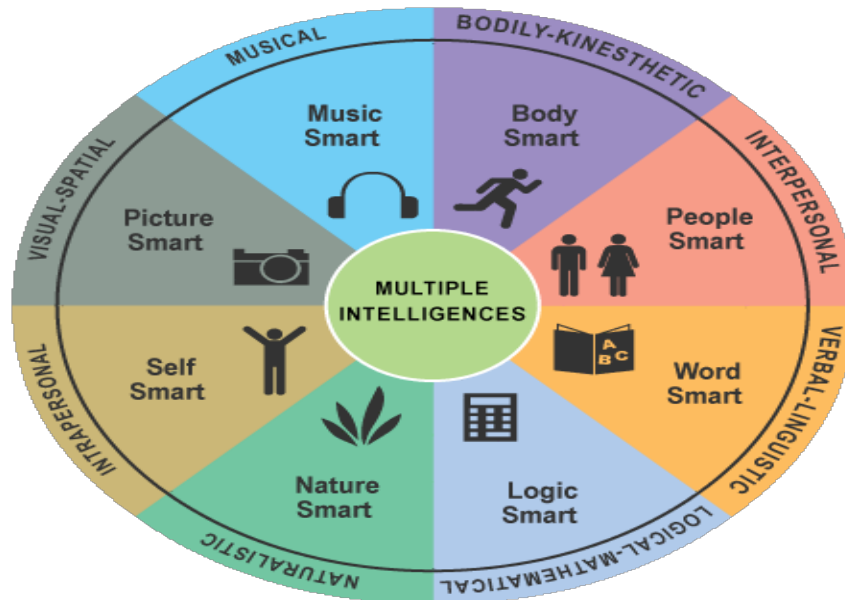 MUSICAL
BODILY-KINESTHETIC
INTERPERSONAL
VERBAL-LINGUISTIC
LOGICAL-MATHEMATICAL
NATURALISTIC
INTRAPERSONAL
VISUAL-SPATIAL
Music
Smart
Body
Smart
People
Smart
Word
Smart
Logic
Smart
Nature
Smart
Self
Smart
Picture
Smart
MULTIPLE
INTELLIGENCES
A
B C